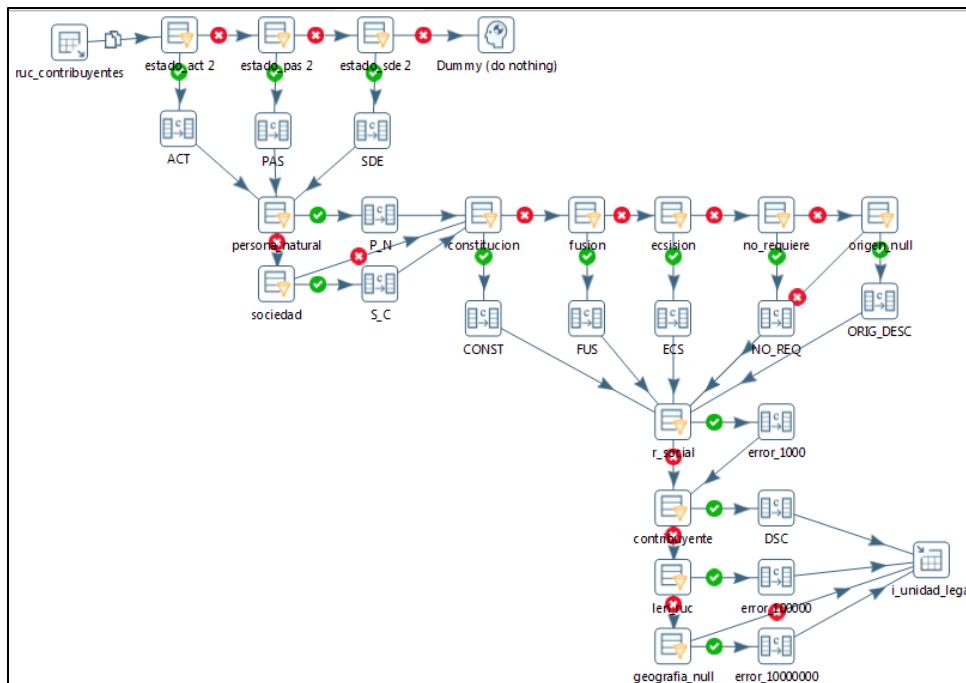 ruc_contribuyentes
estado_act 2
estado_pas 2
estado_sde 2
Dummy (do nothing)
ACT
PAS
SDE
persona_natural
P_N
constitucion
fusion
ecsision
no_requiere
origen_null
sociedad
S_C
CONST
FUS
ECS
NO_REQ
ORIG_DESC
r_social
error_1000
contribuyente
DSC
i_unidad_lega
len_ruc
error_100000
geografia_null
error_10000000